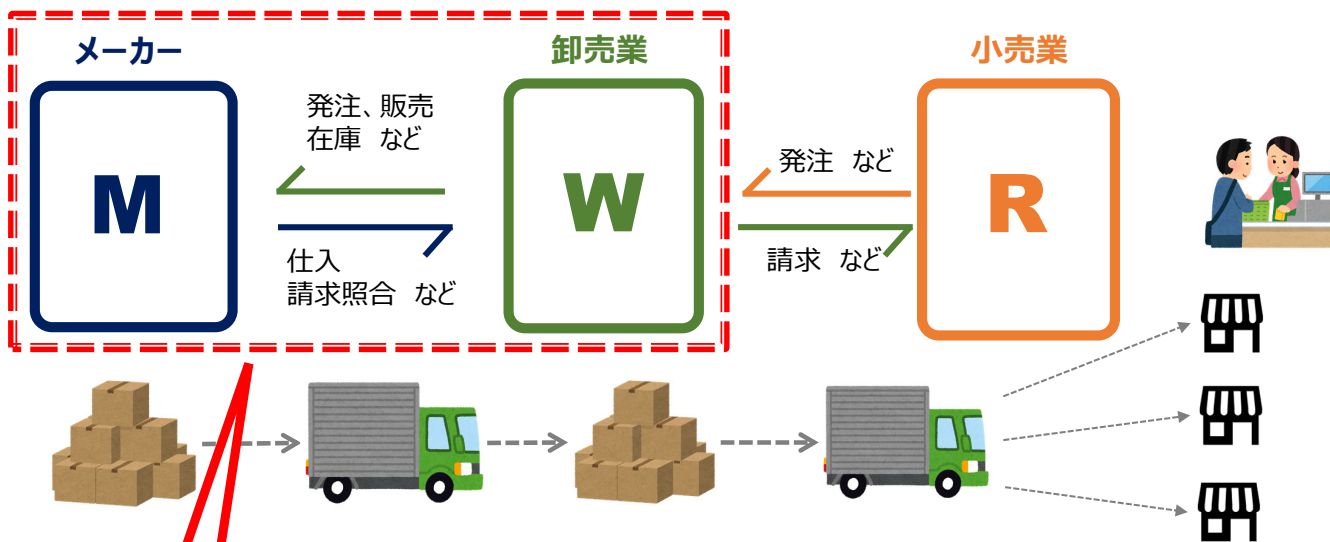 メーカー
卸売業
小売業
発注、販売
在庫 など
発注 など
M
W
R
仕入
請求照合 など
請求 など